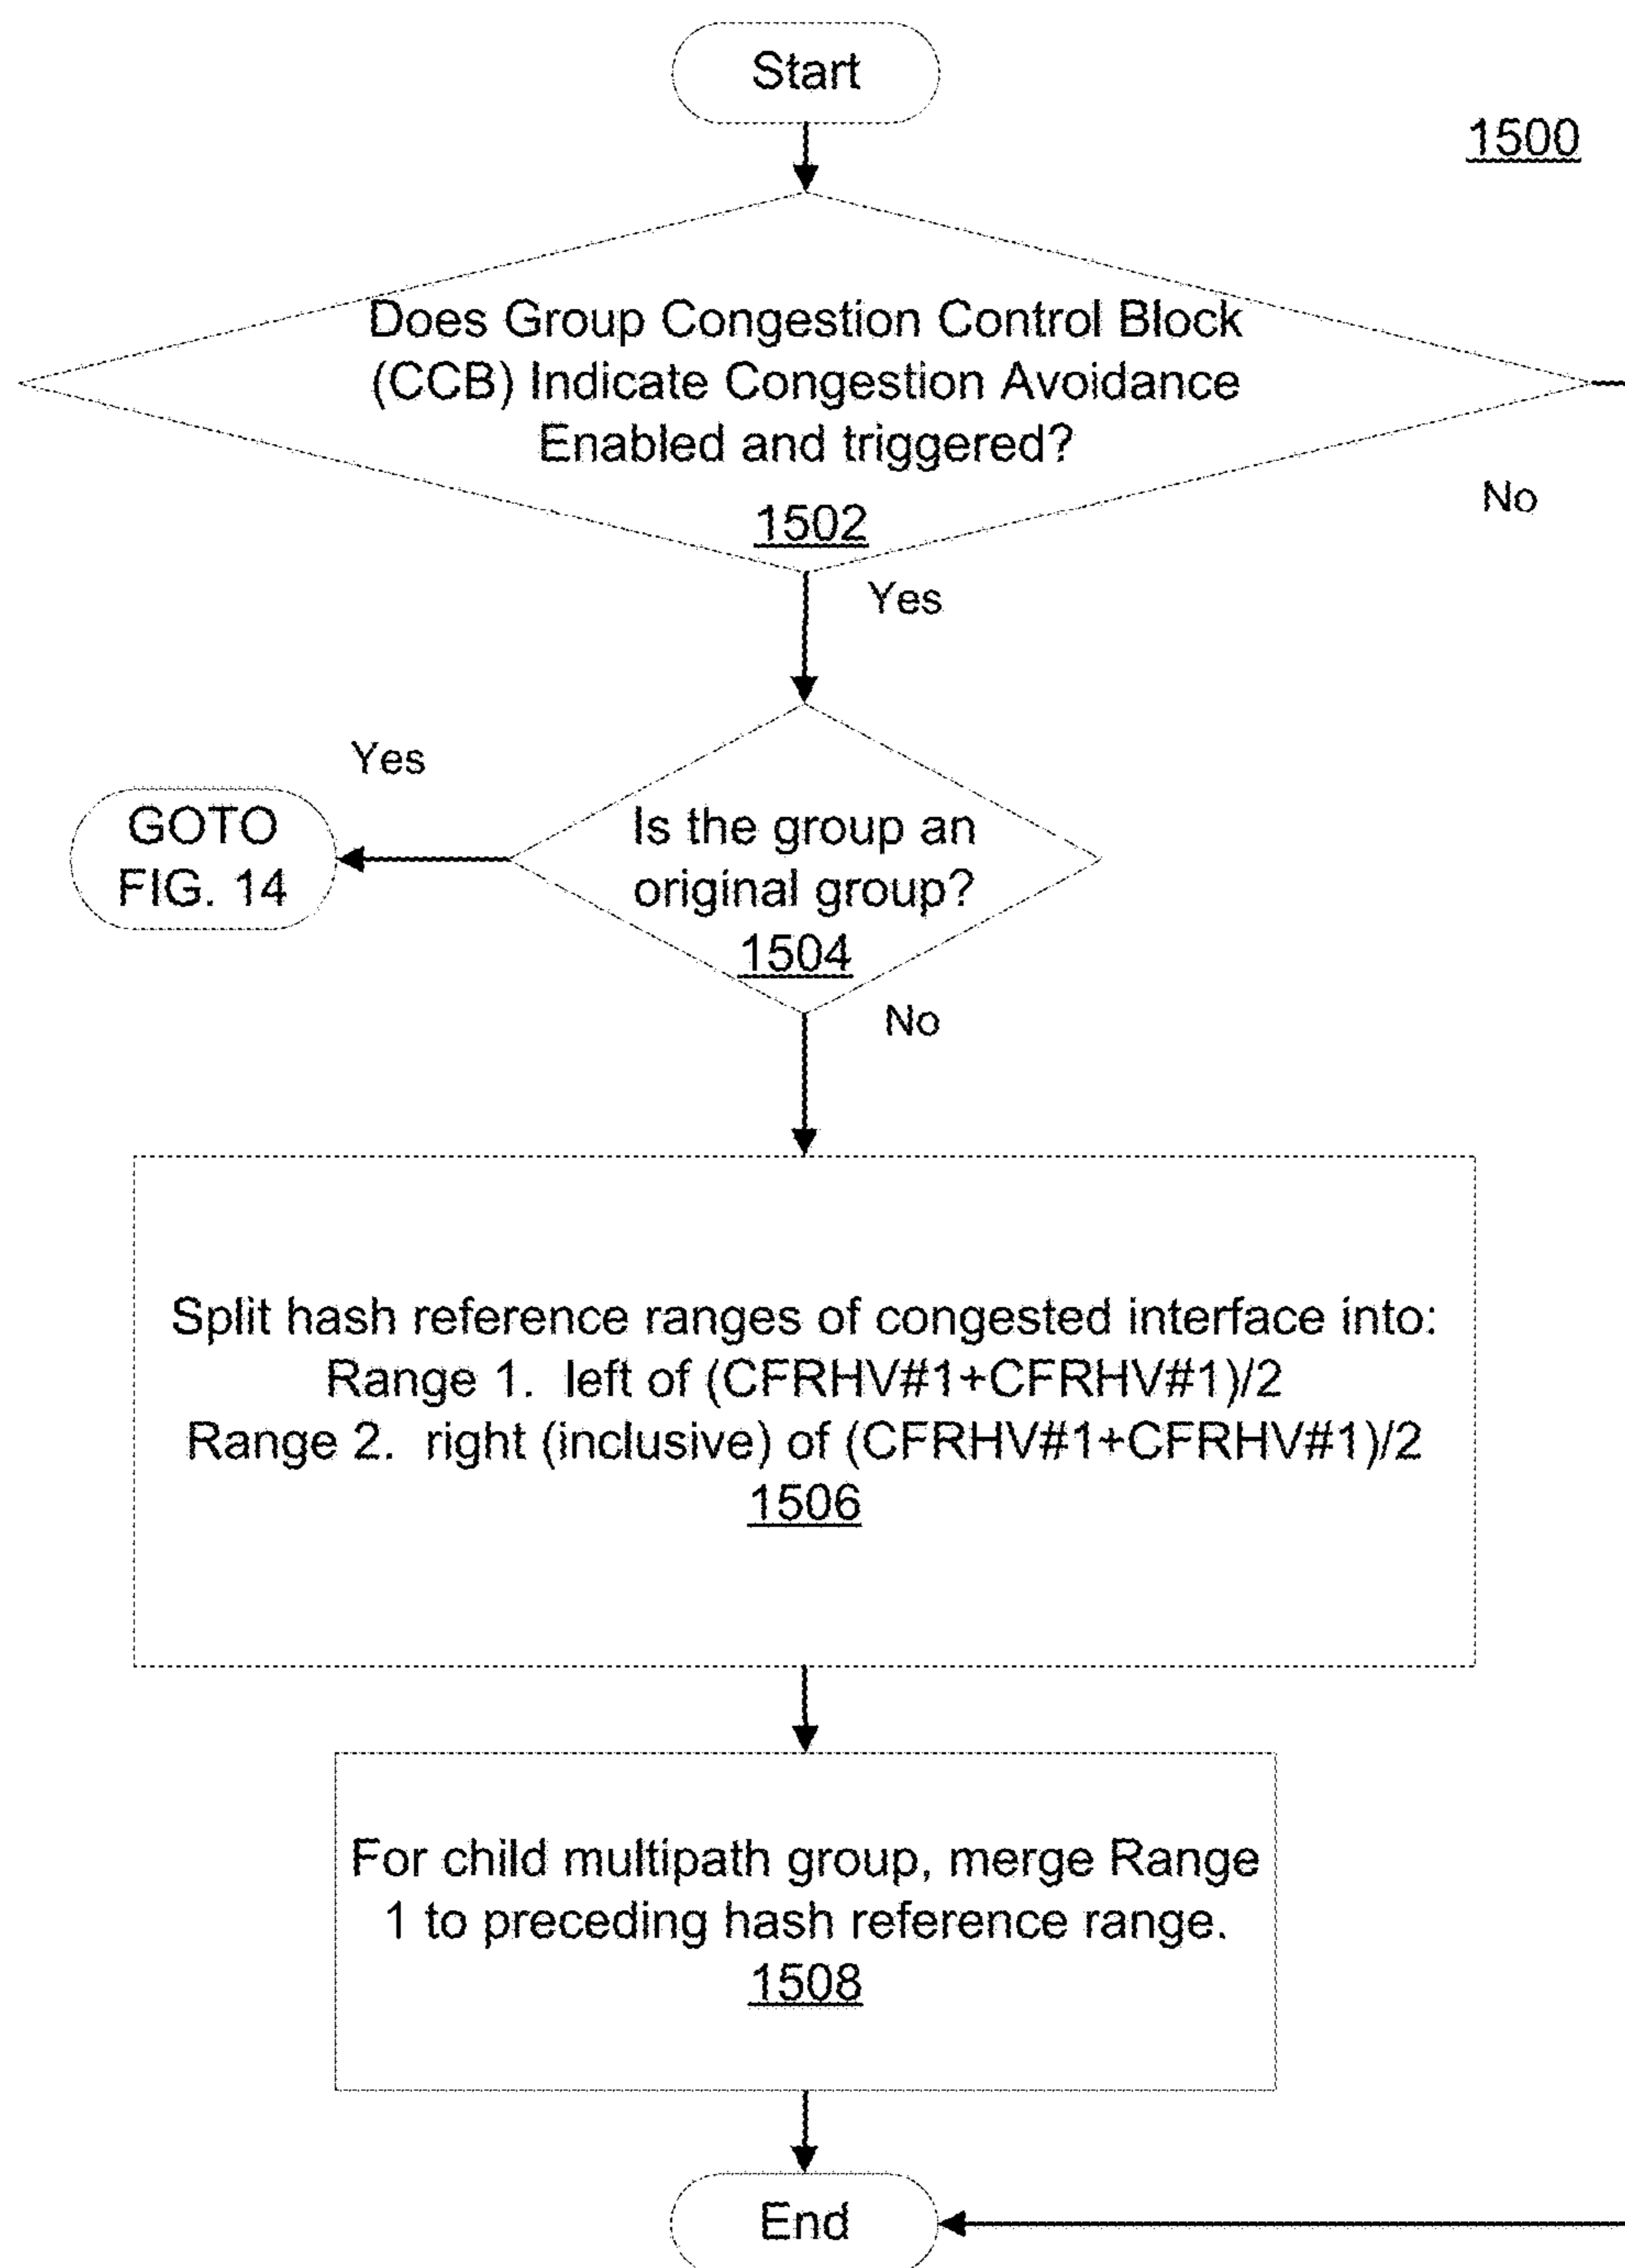 Start
1500
Does Group Congestion Control Block
(CCB) Indicate Congestion Avoidance
Enabled and triggered?
1502
No
Yes
Yes
GOTO
FIG. 14
Is the group an
original group?
1504
No
Split hash reference ranges of congested interface into:
Range 1. left of (CFRHV#1+CFRHV#1)/2
Range 2. right (inclusive) of (CFRHV#1+CFRHV#1)/2
1506
For child multipath group, merge Range
1 to preceding hash reference range.
1508
End